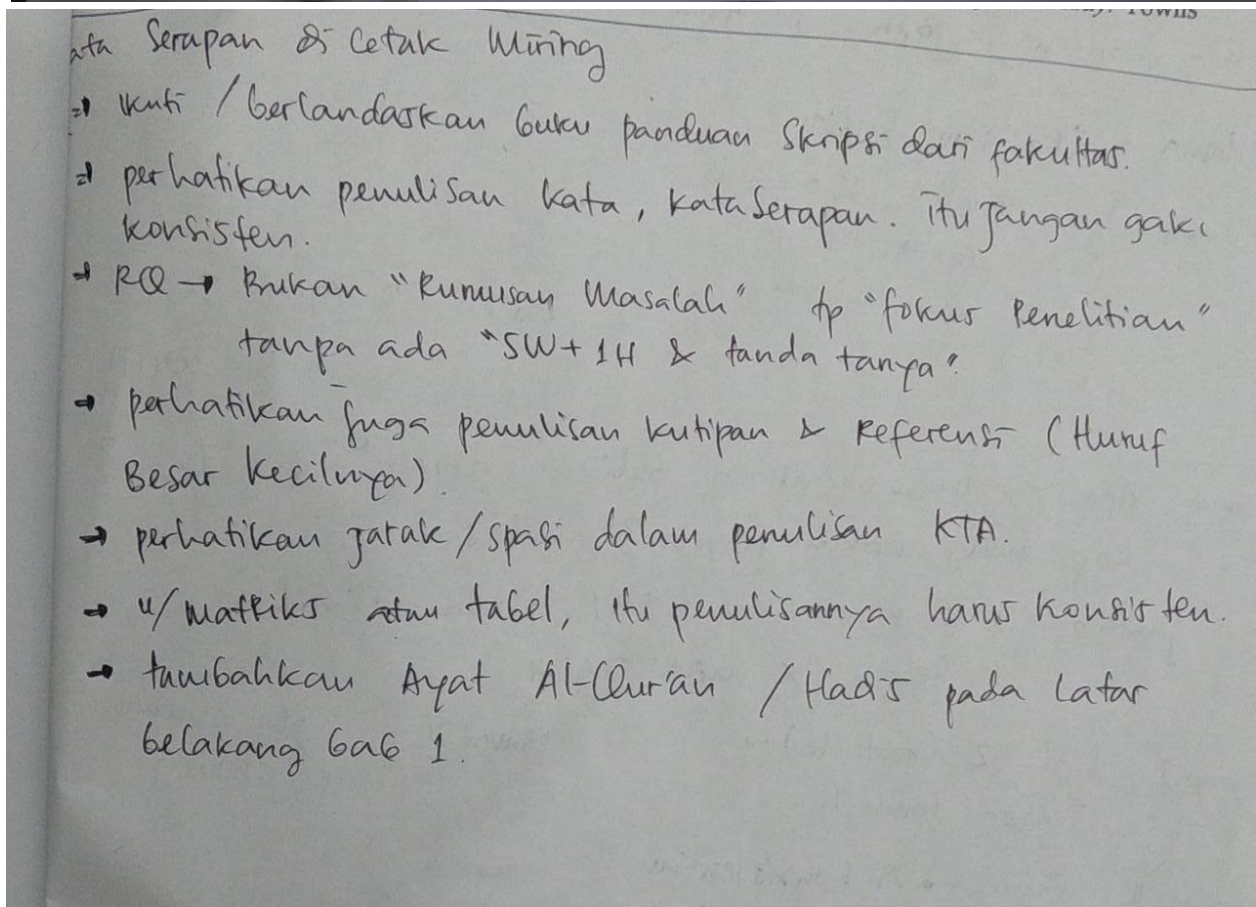 ata Serapan di Cetak Miring
⇒ Ikuti / berlandaskan buku panduan Skripsi dari fakultas.
⇒ perhatikan penulisan kata, kata Serapan. itu jangan gak
konsisten.
→ RQ → Bukan "Rumusan Masalah" tp "fokus Penelitian"
tanpa ada "5W+1H & tanda tanya".
→ perhatikan juga penulisan kutipan & Referensi (Huruf
Besar kecilnya).
→ perhatikan jarak/spasi dalam penulisan KTA.
→ u/ matriks atau tabel, itu penulisannya harus konsisten.
→ tambahkan Ayat Al-Qur'an / Hadis pada latar
belakang bab 1.